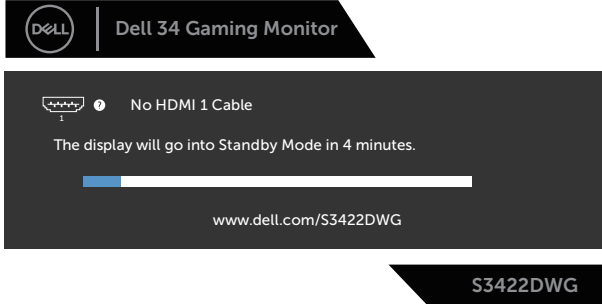 DELL
Dell 34 Gaming Monitor
? No HDMI 1 Cable
1
The display will go into Standby Mode in 4 minutes.
www.dell.com/S3422DWG
S3422DWG